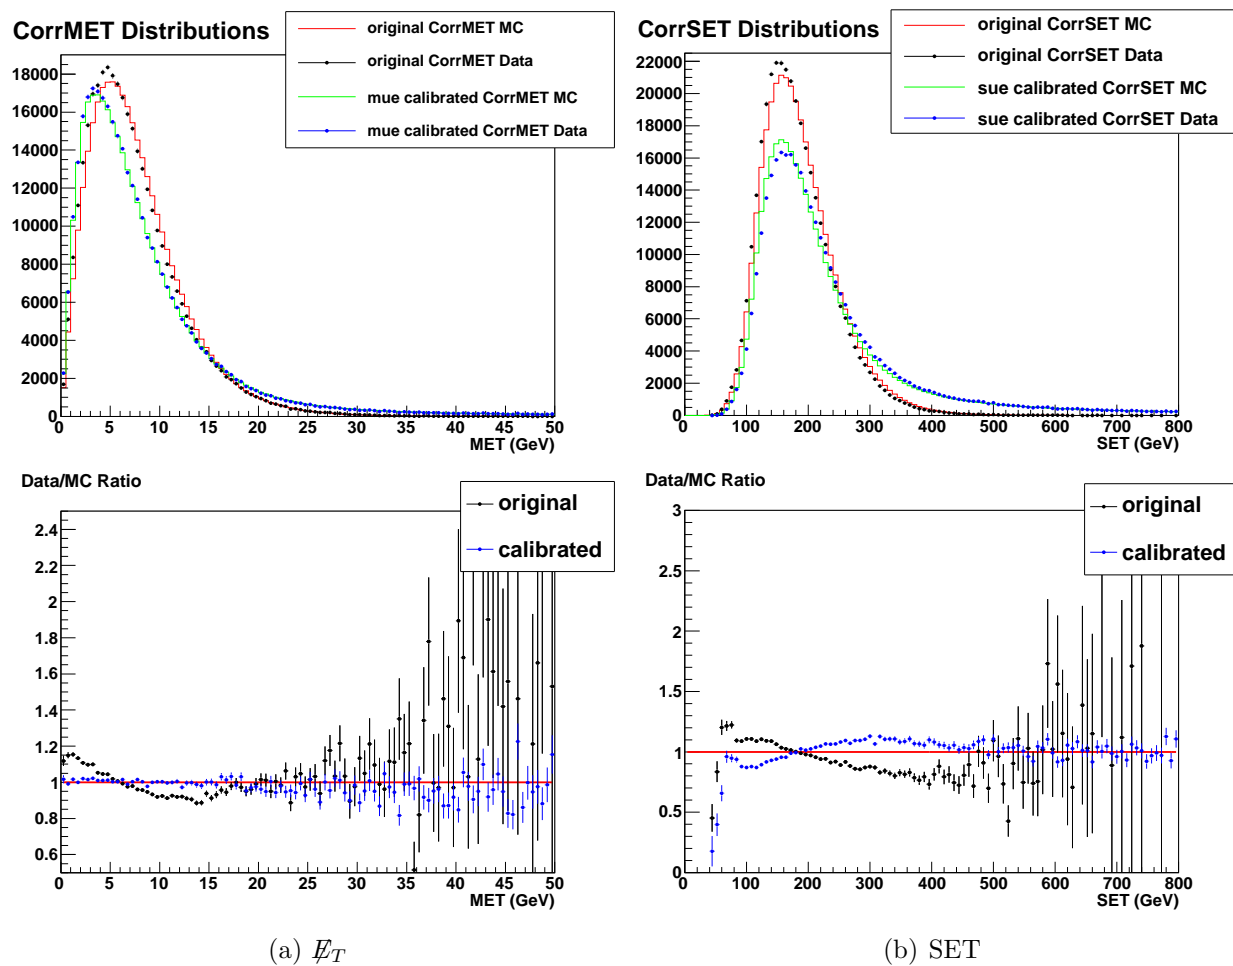 CorrMET Distributions
original CorrMET MC
original CorrMET Data
mue calibrated CorrMET MC
mue calibrated CorrMET Data
18000
16000
14000
12000
10000
8000
6000
4000
2000
0
0 5 10 15 20 25 30 35 40 45 50
MET (GeV)
CorrSET Distributions
original CorrSET MC
original CorrSET Data
sue calibrated CorrSET MC
sue calibrated CorrSET Data
22000
20000
18000
16000
14000
12000
10000
8000
6000
4000
2000
0
0 100 200 300 400 500 600 700 800
SET (GeV)
Data/MC Ratio
original
calibrated
2.4
2.2
2
1.8
1.6
1.4
1.2
1
0.8
0.6
0 5 10 15 20 25 30 35 40 45 50
MET (GeV)
Data/MC Ratio
original
calibrated
3
2.5
2
1.5
1
0.5
0
0 100 200 300 400 500 600 700 800
SET (GeV)
(a) E̸_T
(b) SET